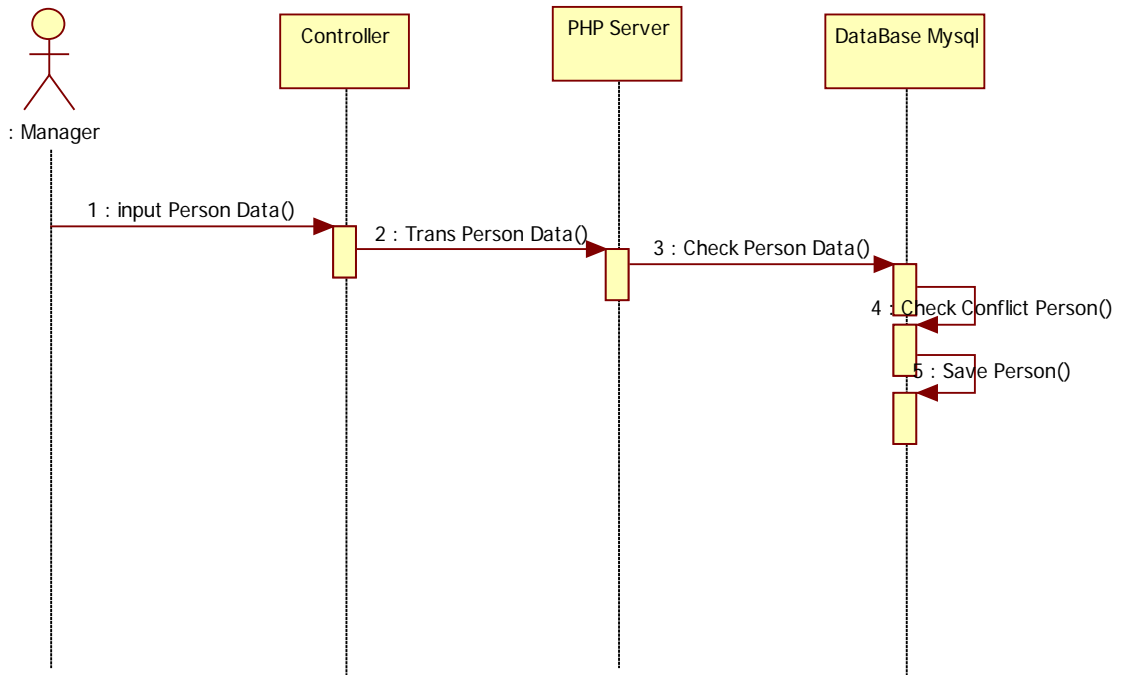 Controller
PHP Server
DataBase Mysql
: Manager
1 : input Person Data()
2 : Trans Person Data()
3 : Check Person Data()
4 : Check Conflict Person()
5 : Save Person()